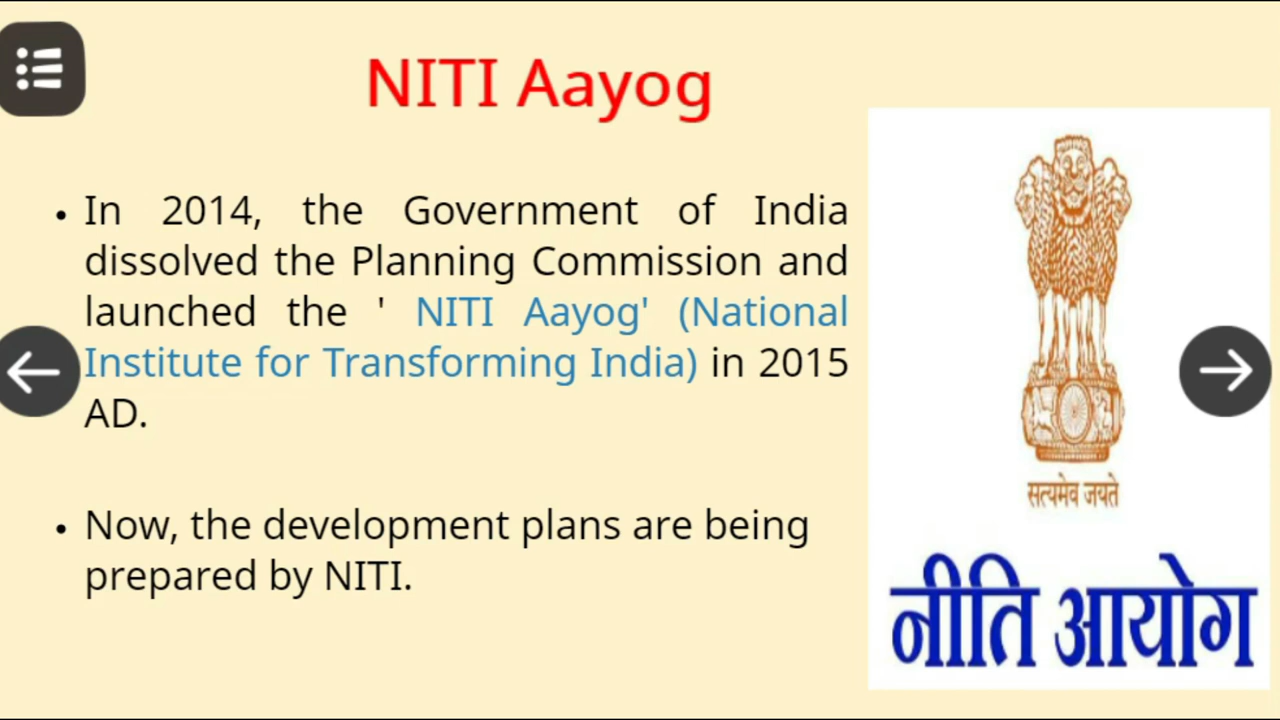 NITI Aayog
• In 2014, the Government of India
dissolved the Planning Commission and
launched the ' NITI Aayog' (National
Institute for Transforming India) in 2015
AD.
• Now, the development plans are being
prepared by NITI.
सत्यमेव जयते
नीति आयोग